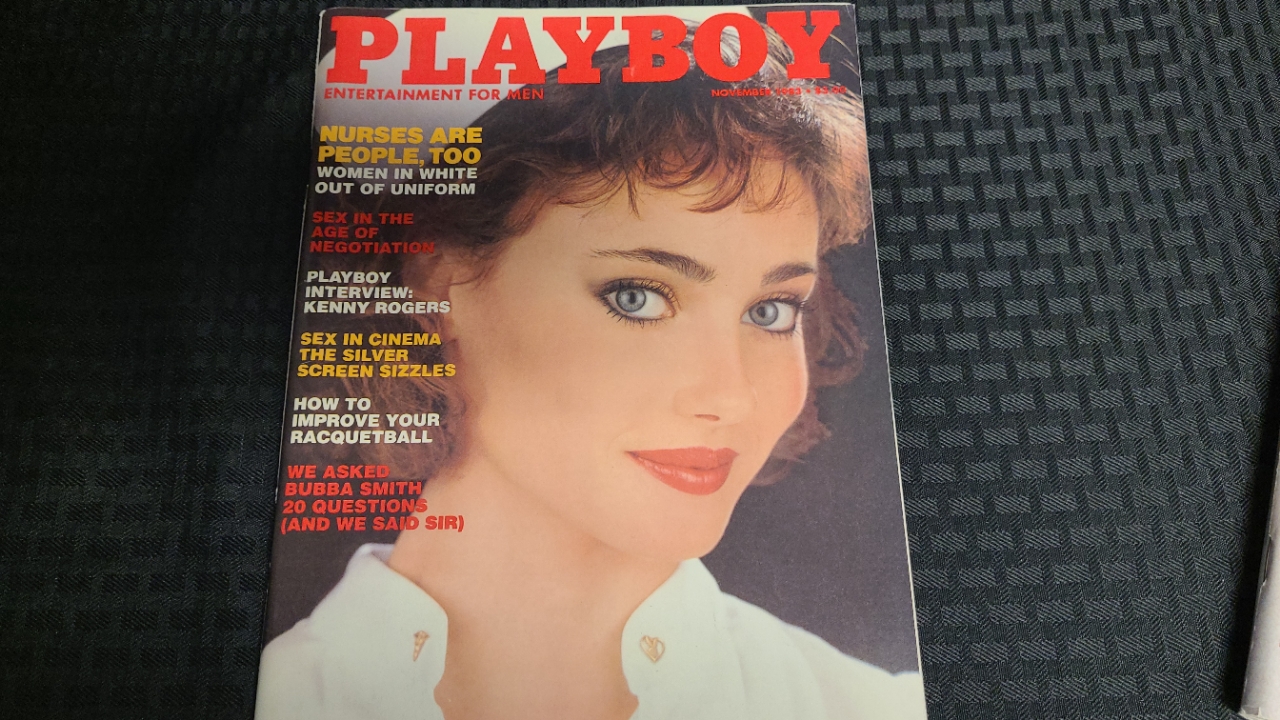 PLAYBOY
ENTERTAINMENT FOR MEN
NOVEMBER 1983 •
NURSES ARE
PEOPLE, TOO
WOMEN IN WHITE
OUT OF UNIFORM
SEX IN THE
AGE OF
NEGOTIATION
PLAYBOY
INTERVIEW:
KENNY ROGERS
SEX IN CINEMA
THE SILVER
SCREEN SIZZLES
HOW TO
IMPROVE YOUR
RACQUETBALL
WE ASKED
BUBBA SMITH
20 QUESTIONS
(AND WE SAID SIR)